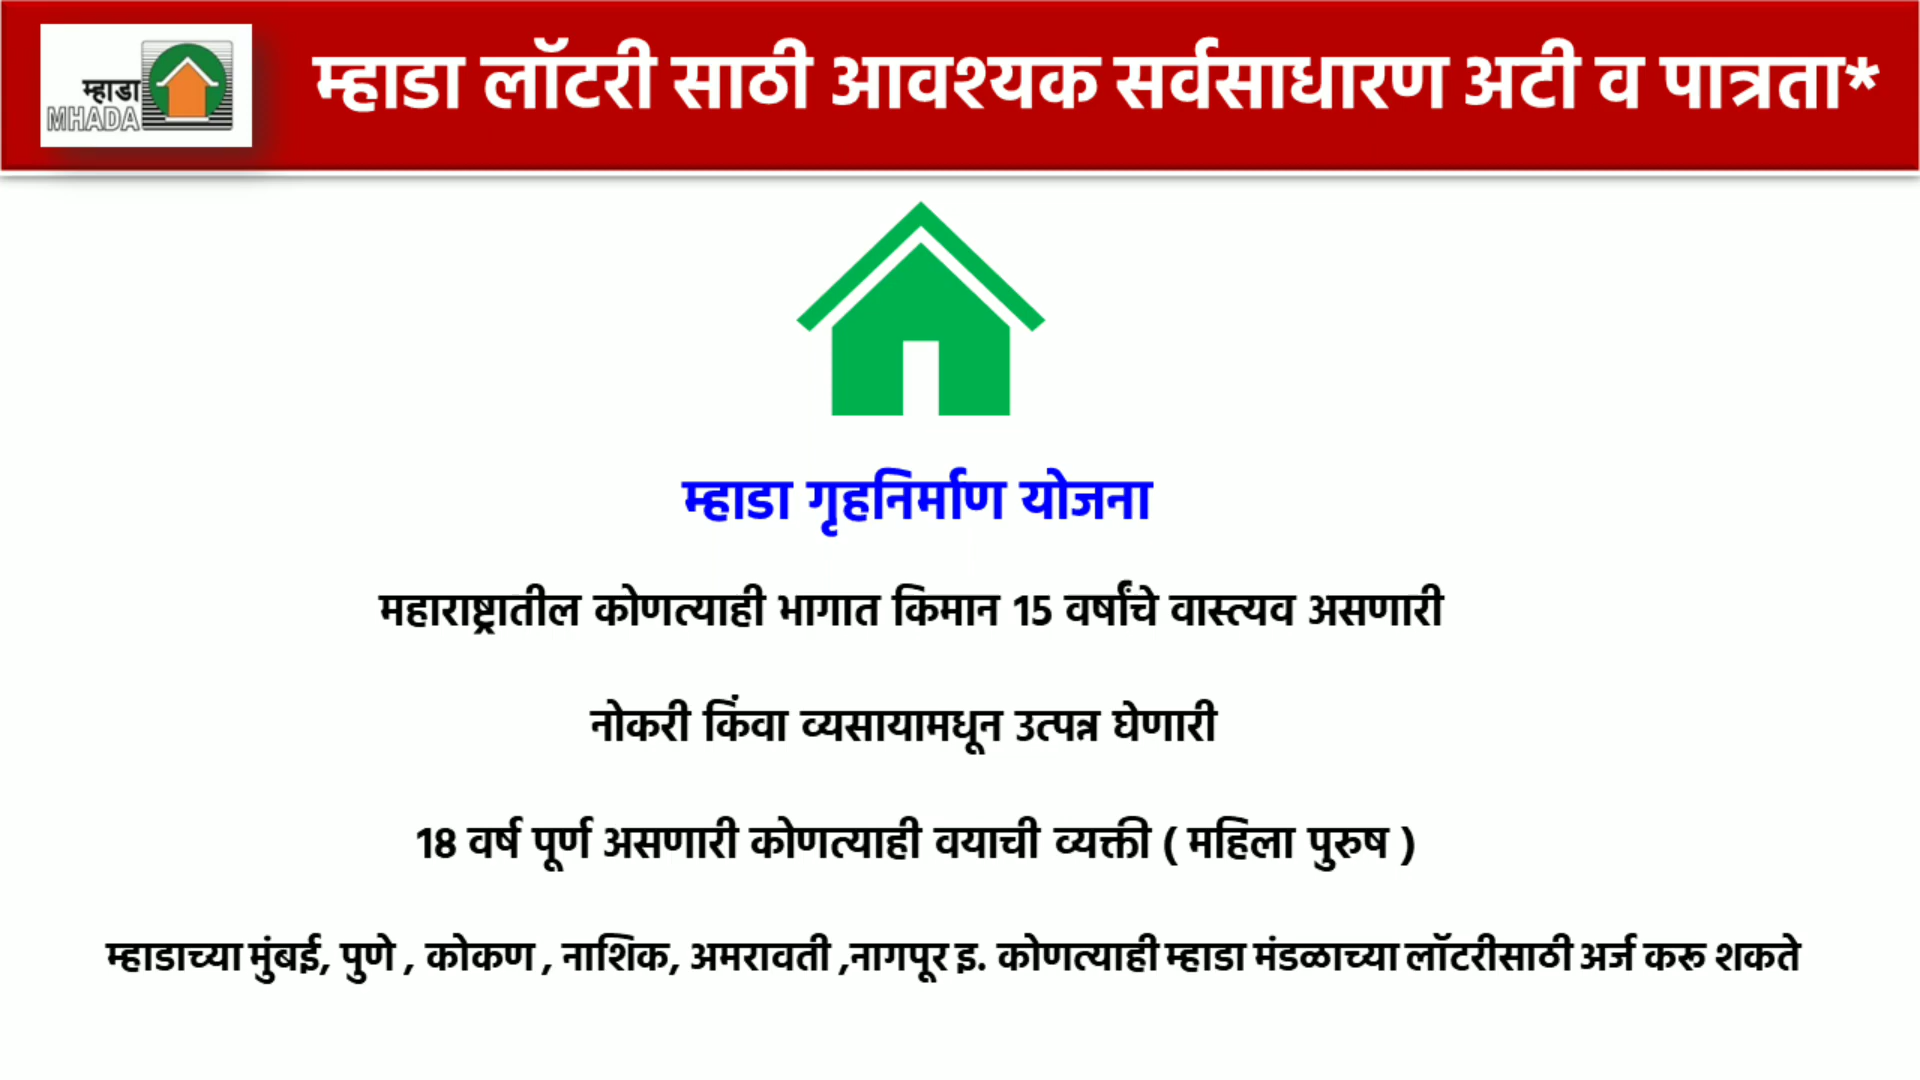 म्हाडा
MHADA
म्हाडा लॉटरी साठी आवश्यक सर्वसाधारण अटी व पात्रता*
म्हाडा गृहनिर्माण योजना
महाराष्ट्रातील कोणत्याही भागात किमान 15 वर्षांचे वास्त्यव असणारी
नोकरी किंवा व्यसायामधून उत्पन्न घेणारी
18 वर्ष पूर्ण असणारी कोणत्याही वयाची व्यक्ती ( महिला पुरुष )
म्हाडाच्या मुंबई, पुणे , कोकण , नाशिक, अमरावती ,नागपूर इ. कोणत्याही म्हाडा मंडळाच्या लॉटरीसाठी अर्ज करू शकते